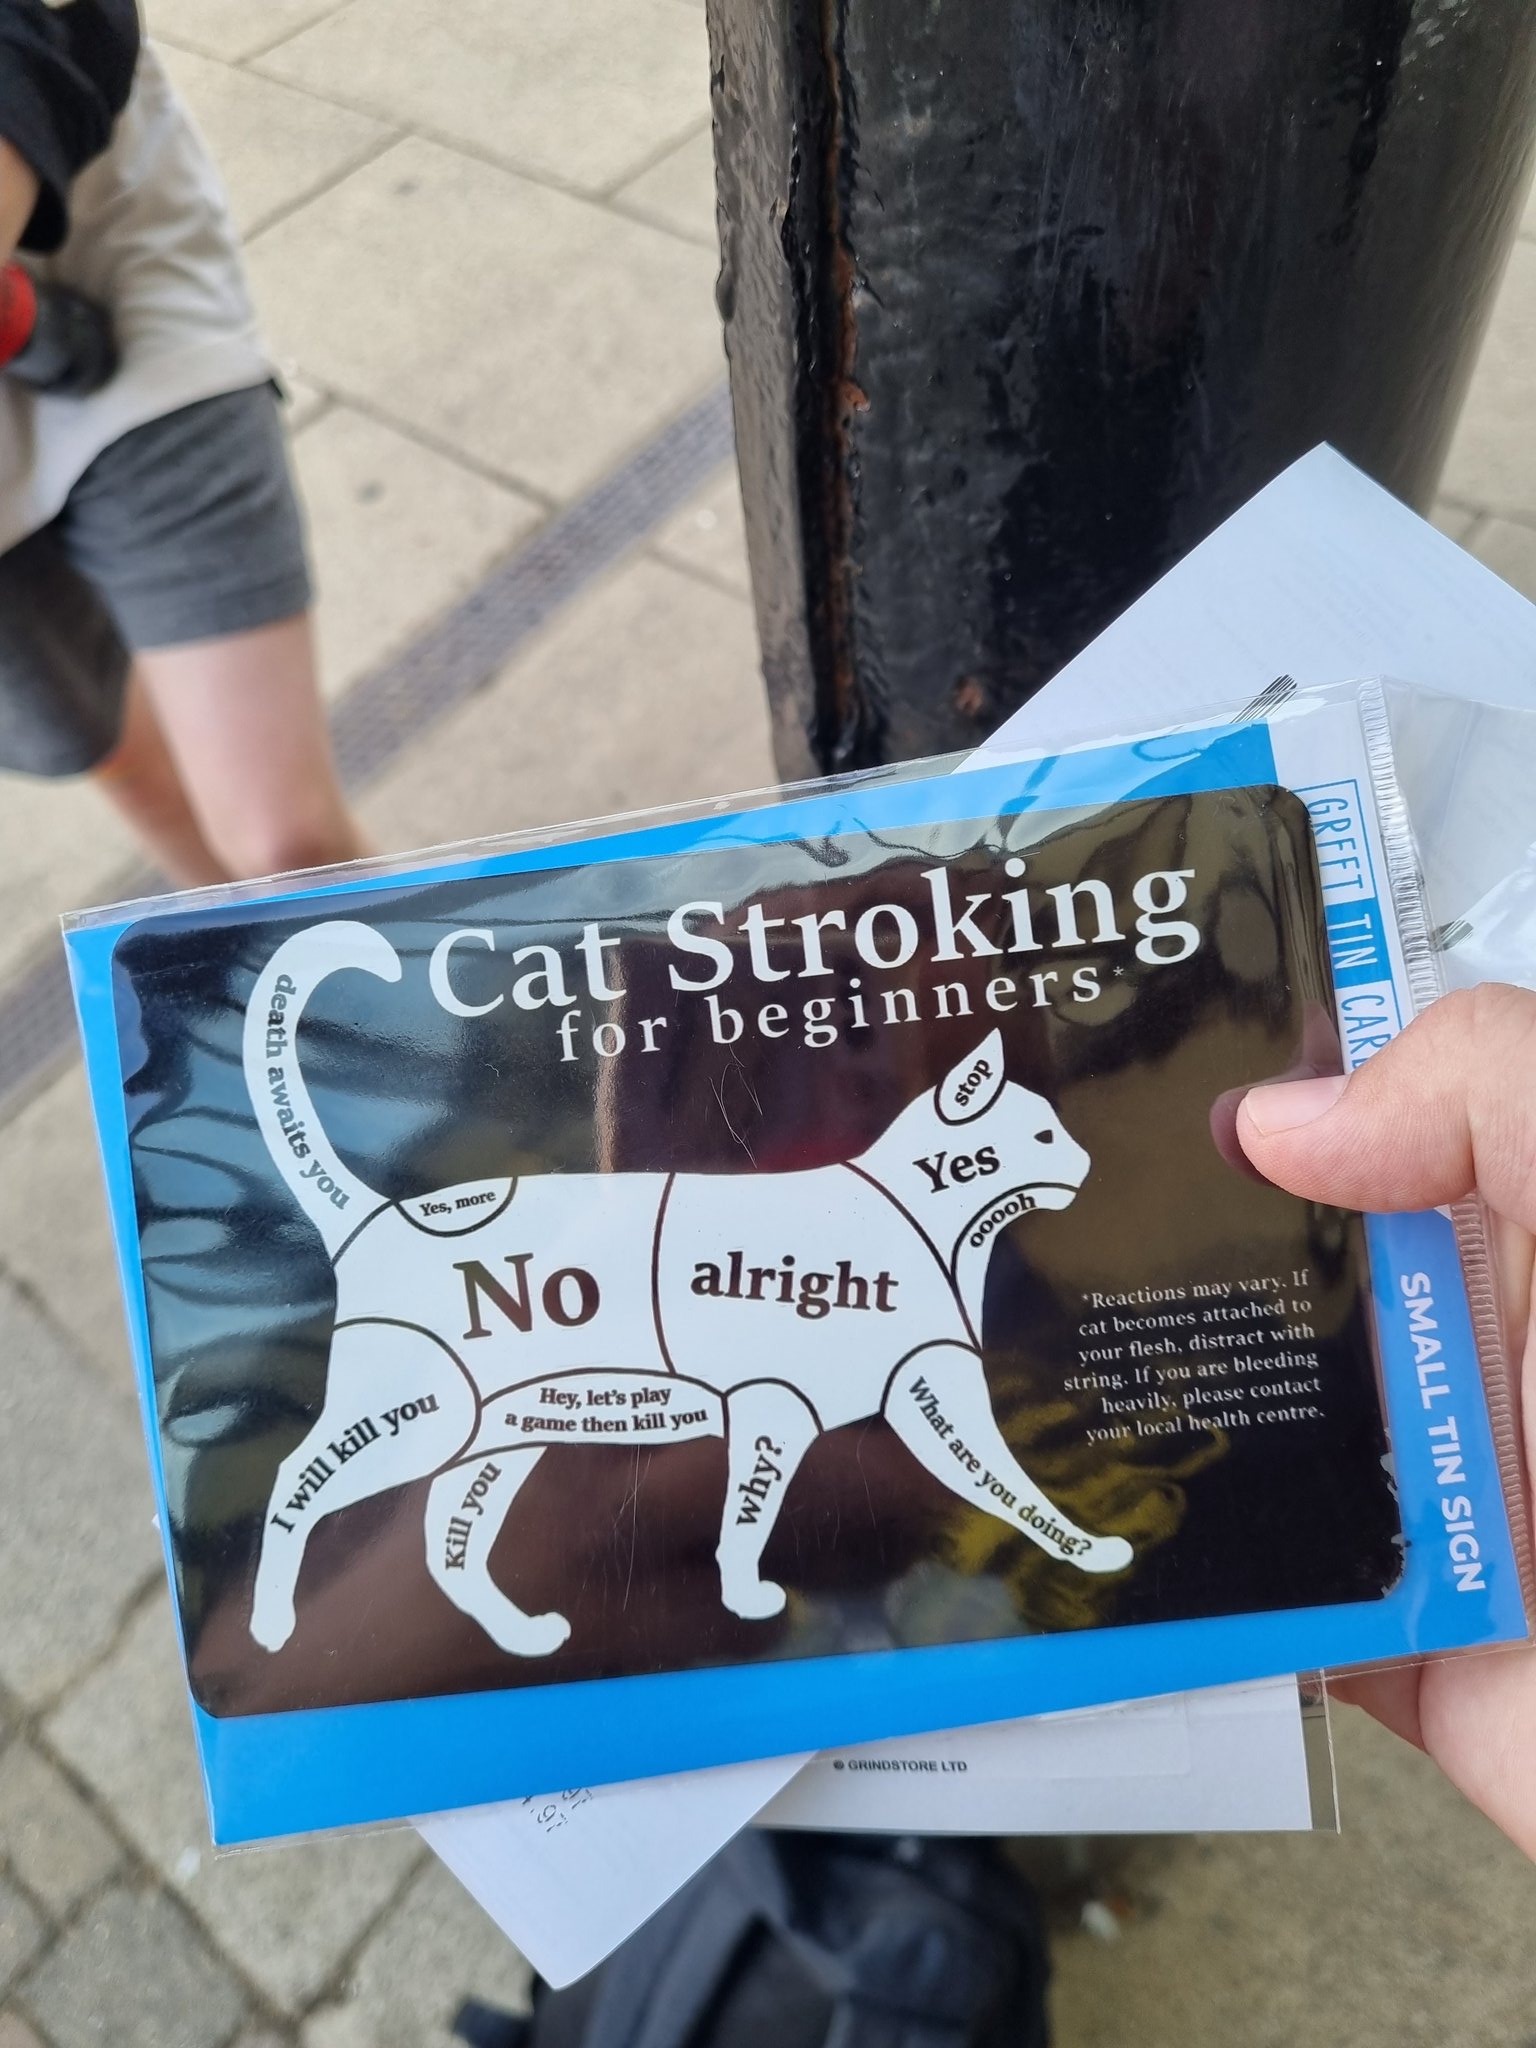 Cat Stroking
for beginners*
death awaits you
stop
Yes
ooooh
Yes, more
No
alright
*Reactions may vary. If
cat becomes attached to
your flesh, distract with
string. If you are bleeding
heavily, please contact
your local health centre.
I will kill you
Hey, let's play
a game then kill you
Kill you
why?
What are you doing?
TIN
SMALL TIN SIGN
© GRINDSTORE LTD